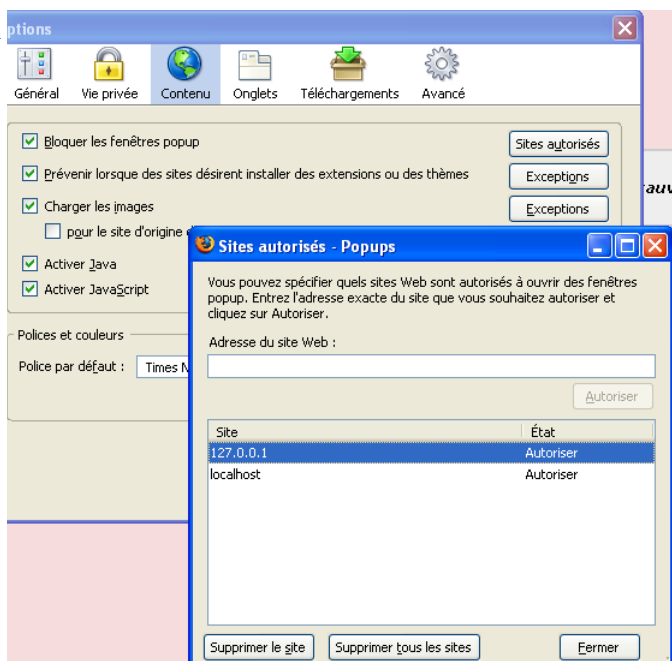 ptions
Général Vie privée Contenu Onglets Téléchargements Avancé
Bloquer les fenêtres popup
Sites autorisés
Prévenir lorsque des sites désirent installer des extensions ou des thèmes
Exceptions
Charger les images
Exceptions
pour le site d'origine
Activer Java
Activer JavaScript
Polices et couleurs
Police par défaut : Times N
auv
Sites autorisés - Popups
Vous pouvez spécifier quels sites Web sont autorisés à ouvrir des fenêtres
popup. Entrez l'adresse exacte du site que vous souhaitez autoriser et
cliquez sur Autoriser.
Adresse du site Web :
Autoriser
Site État
127.0.0.1 Autoriser
localhost Autoriser
Supprimer le site Supprimer tous les sites Fermer